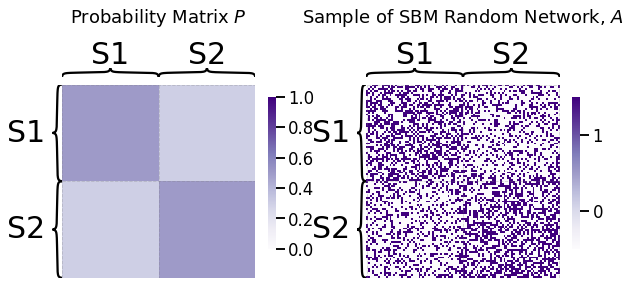 Probability Matrix P
S1 S2
S1
S2
1.0
0.8
0.6
0.4
0.2
0.0
Sample of SBM Random Network, A
S1 S2
S1
S2
1
0